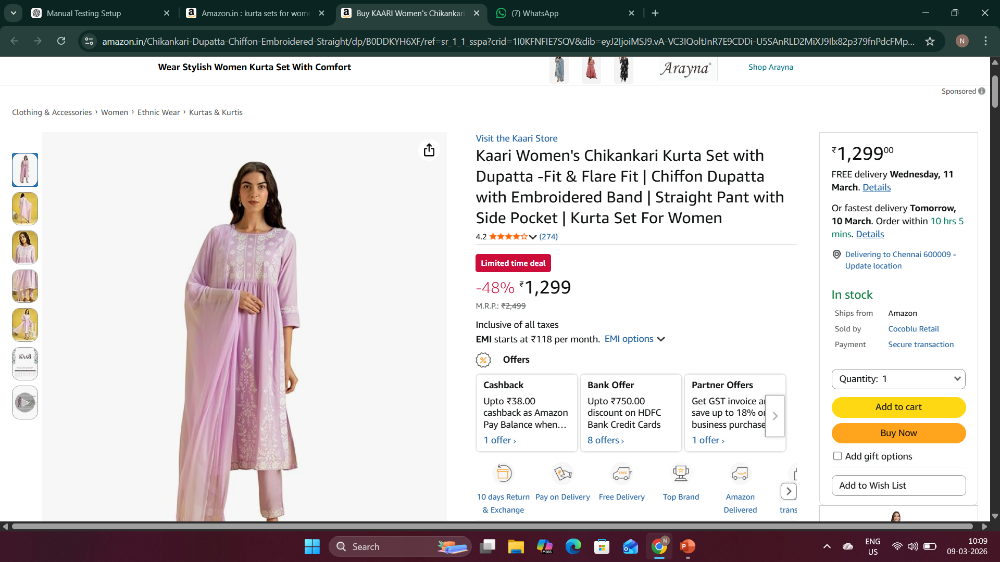 Manual Testing Setup
Amazon.in : kurta sets for wom
Buy KAARI Women's Chikankari
(7) WhatsApp
amazon.in/Chikankari-Dupatta-Chiffon-Embroidered-Straight/dp/B0DDKYH6XF/ref=sr_1_1_sspa?crid=1I0KFNFIE7SQV&dib=eyJ2IjoiMSJ9.vA-VC3IQoltJnR7E9CDDi-U5SAnRLD2MiXJ9Ilx82p379fnPdcFMp...
N
Wear Stylish Women Kurta Set With Comfort
Arayna®
Shop Arayna
Sponsored
Clothing & Accessories › Women › Ethnic Wear › Kurtas & Kurtis
KAARI
Visit the Kaari Store
Kaari Women's Chikankari Kurta Set with
Dupatta -Fit & Flare Fit | Chiffon Dupatta
with Embroidered Band | Straight Pant with
Side Pocket | Kurta Set For Women
4.2 (274)
Limited time deal
-48% ₹1,299
M.R.P.: ₹2,499
Inclusive of all taxes
EMI starts at ₹118 per month. EMI options
% Offers
Cashback
Upto ₹38.00
cashback as Amazon
Pay Balance when…
1 offer ›
Bank Offer
Upto ₹750.00
discount on HDFC
Bank Credit Cards
8 offers ›
Partner Offers
Get GST invoice a
save up to 18% o
business purchase
1 offer ›
FREE
10 days Return
& Exchange
Pay on Delivery
Free Delivery
Top Brand
Amazon
Delivered
trans
₹1,29900
FREE delivery Wednesday, 11
March. Details
Or fastest delivery Tomorrow,
10 March. Order within 10 hrs 5
mins. Details
Delivering to Chennai 600009 -
Update location
In stock
Ships from Amazon
Sold by Cocoblu Retail
Payment Secure transaction
Quantity: 1
Add to cart
Buy Now
Add gift options
Add to Wish List
Search
M365
N
P
ENG
US
10:09
09-03-2026